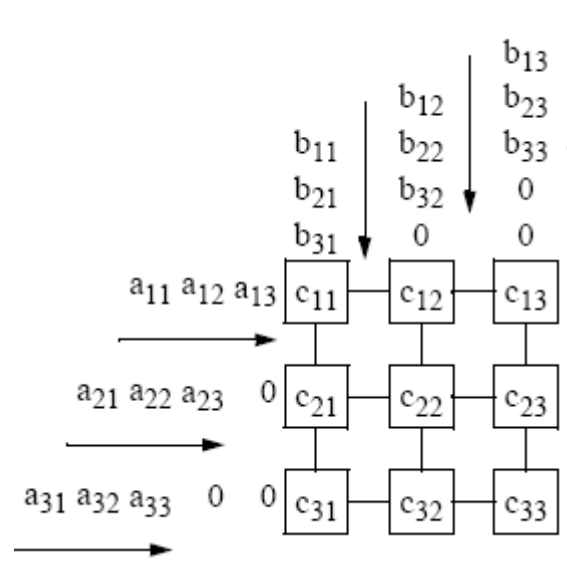 b13
b12 b23
b11 b22 b33
b21 b32 0
b31 0 0
a11 a12 a13 c11 c12 c13
a21 a22 a23 0 c21 c22 c23
a31 a32 a33 0 0 c31 c32 c33